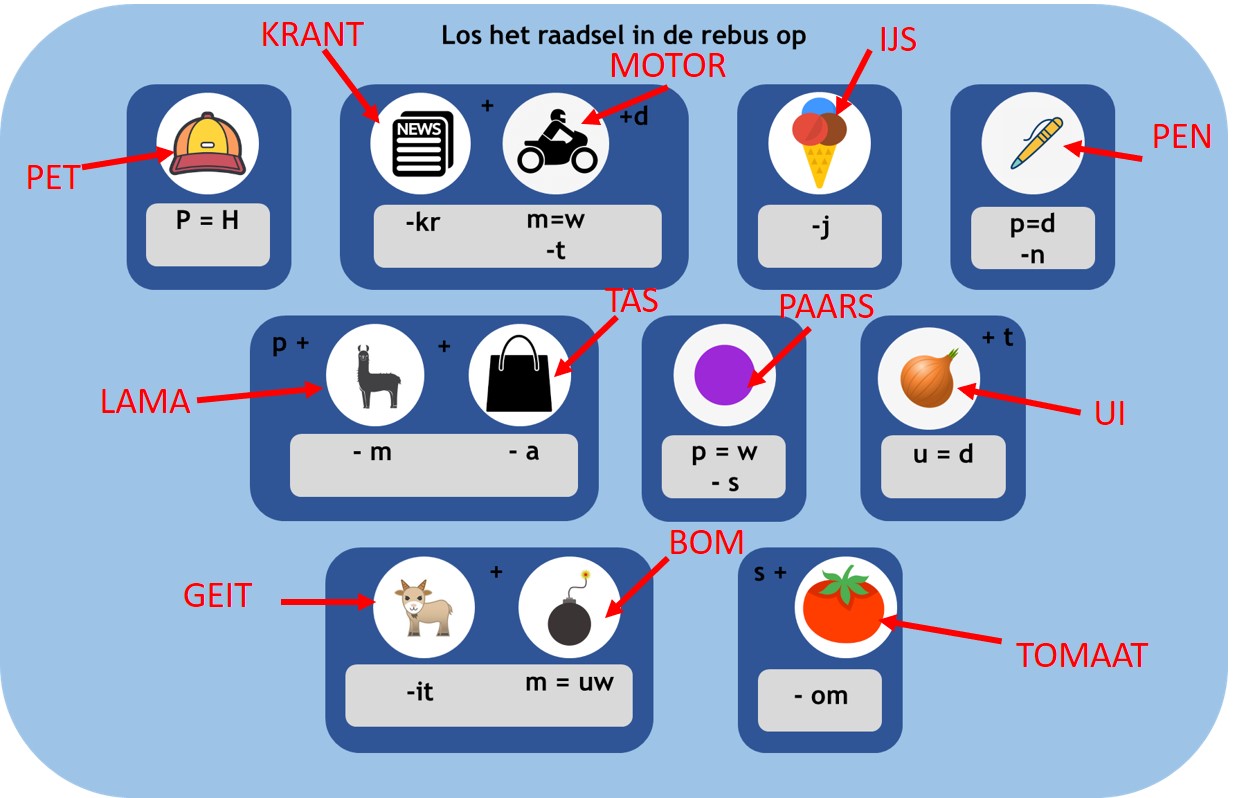 Los het raadsel in de rebus op
KRANT
MOTOR
IJS
PET
PEN
NEWS
+
+d
P = H
-kr
m=w
-t
-j
p=d
-n
LAMA
TAS
PAARS
UI
p +
+
+ t
- m
- a
p = w
- s
u = d
GEIT
BOM
TOMAAT
+
s +
-it
m = uw
- om